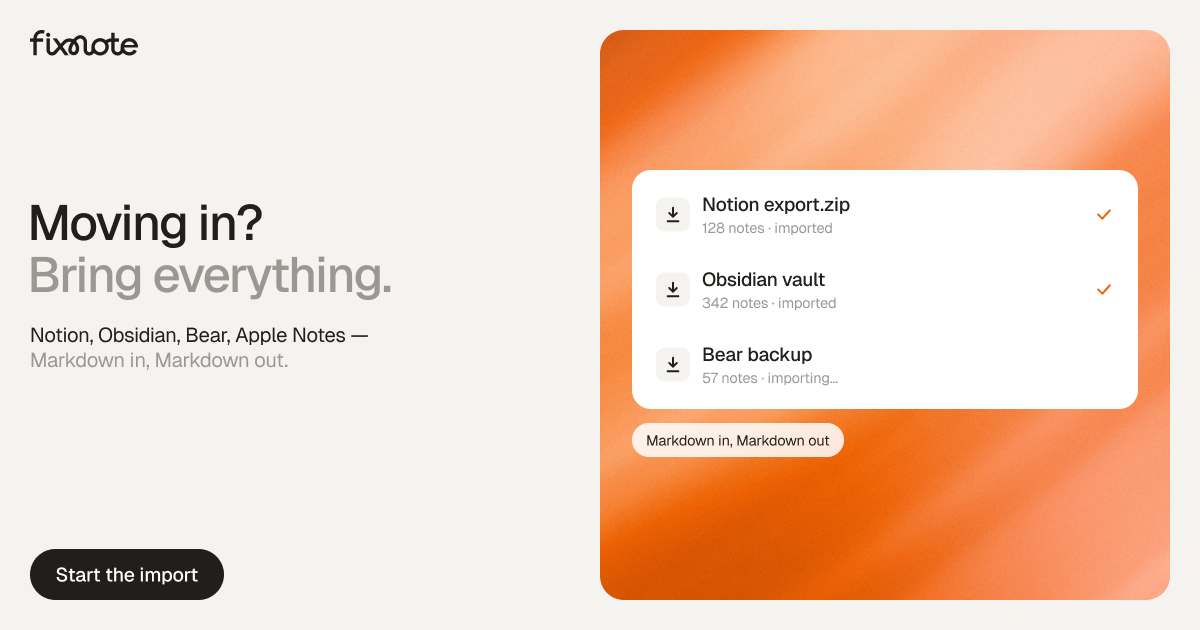 fixnote
Moving in?
Bring everything.
Notion, Obsidian, Bear, Apple Notes —
Markdown in, Markdown out.
Start the import
Notion export.zip
128 notes · imported
Obsidian vault
342 notes · imported
Bear backup
57 notes · importing...
Markdown in, Markdown out